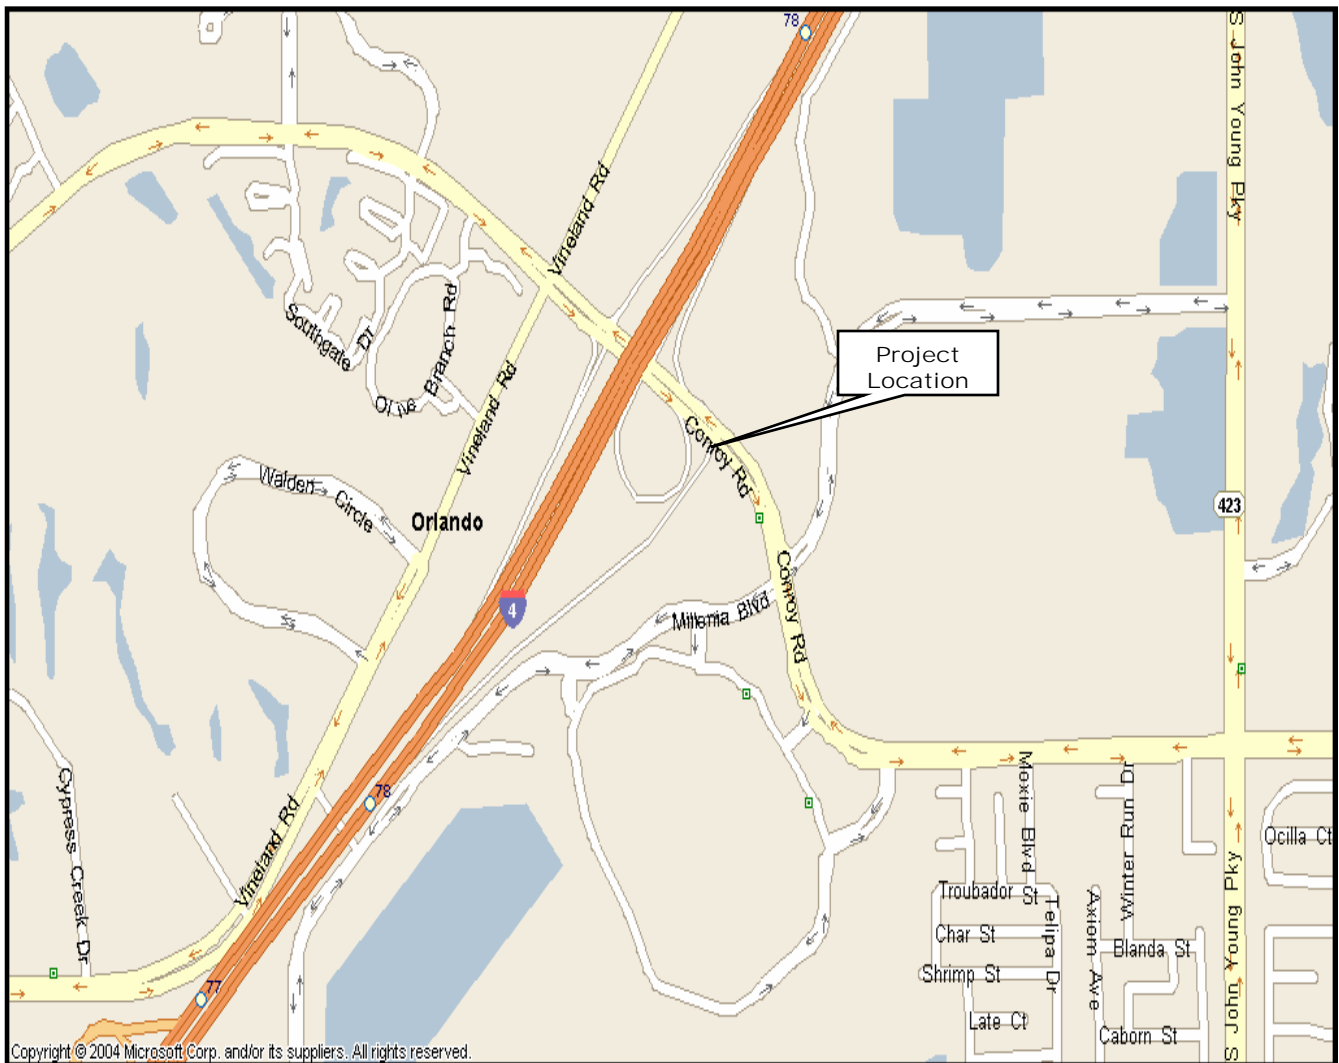 78
S John Young Pky
Vineland Rd
Southgate Dr
Olive Branch Rd
Project
Location
Vineland Rd
Conroy Rd
Walden Circle
Orlando
423
4
Conroy Rd
Millenia Blvd
78
Moxie Blvd
Winter Run Dr
Cypress Creek Dr
Vineland Rd
Ocilla Ct
Troubador St
Telipa Dr
Axiom Ave
S John Young Pky
Char St
Blanda St
Shrimp St
77
Late Ct
Caborn St
Copyright © 2004 Microsoft Corp. and/or its suppliers. All rights reserved.